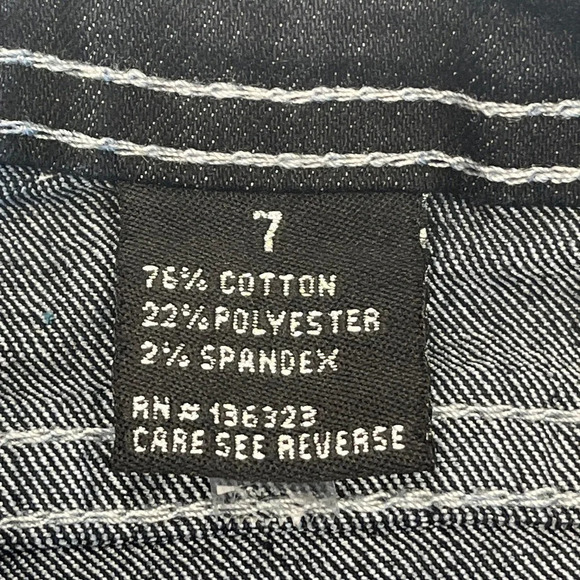 7
76% COTTON
22% POLYESTER
2% SPANDEX
RN # 136323
CARE SEE REVERSE